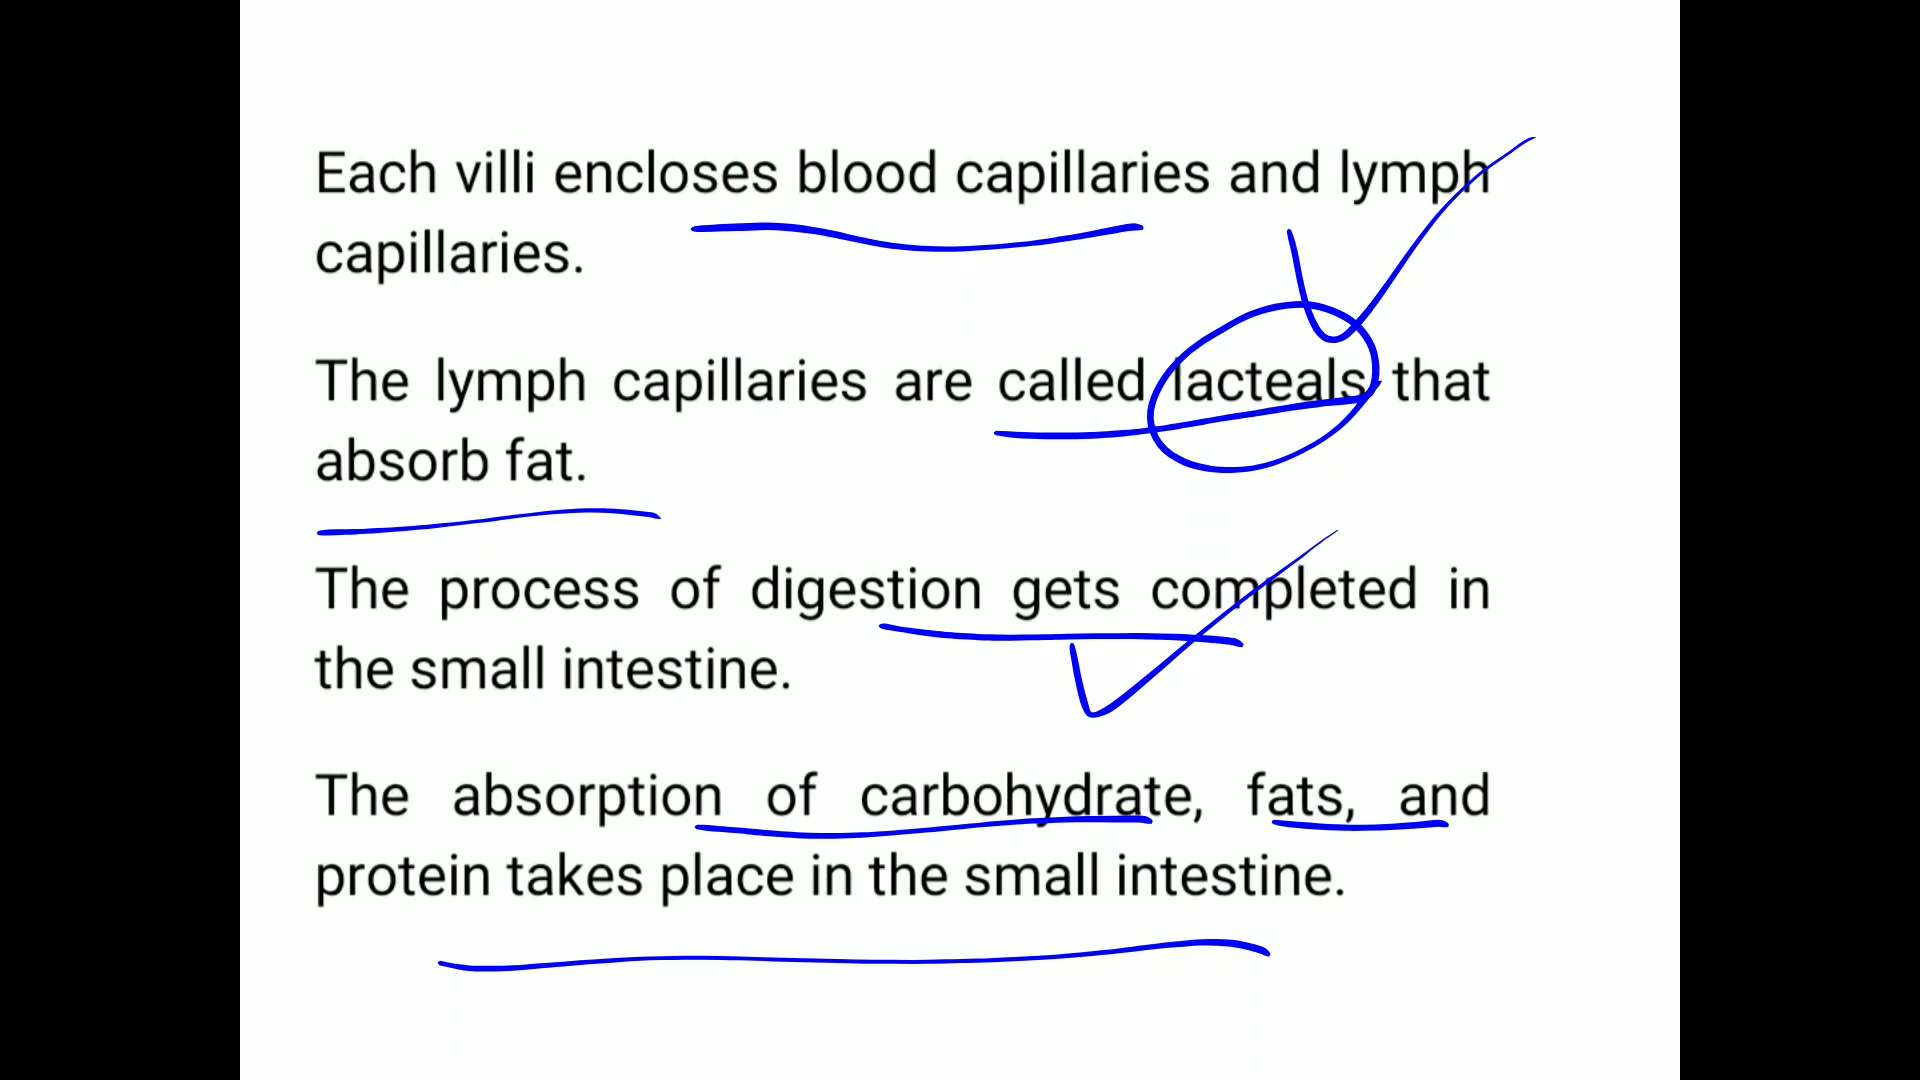 Each villi encloses blood capillaries and lymph
capillaries.
The lymph capillaries are called lacteals that
absorb fat.
The process of digestion gets completed in
the small intestine.
The absorption of carbohydrate, fats, and
protein takes place in the small intestine.